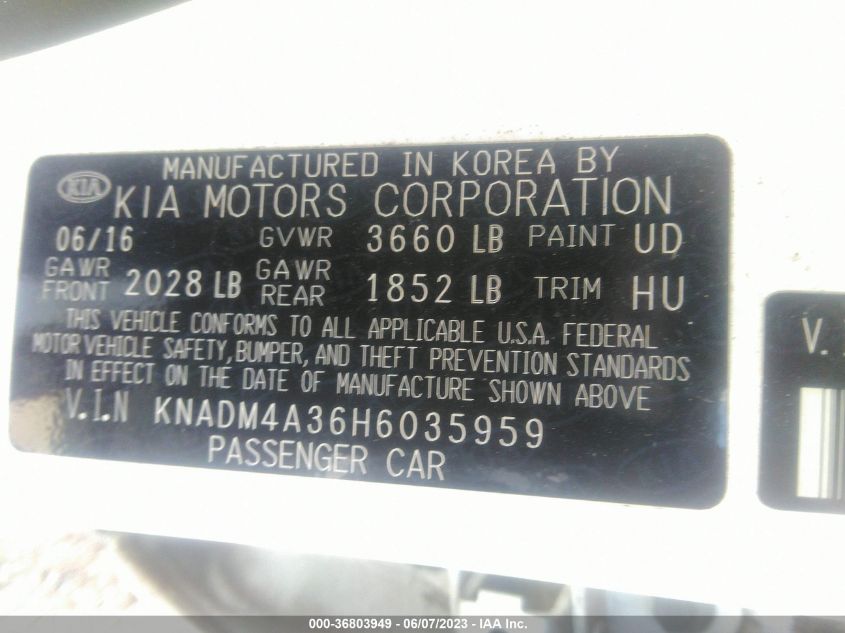 MANUFACTURED IN KOREA BY
KIA KIA MOTORS CORPORATION
06/16 GVWR 3660 LB PAINT UD
GAWR FRONT 2028 LB GAWR REAR 1852 LB TRIM HU
THIS VEHICLE CONFORMS TO ALL APPLICABLE U.S.A. FEDERAL
MOTOR VEHICLE SAFETY, BUMPER, AND THEFT PREVENTION STANDARDS
IN EFFECT ON THE DATE OF MANUFACTURE SHOWN ABOVE
V.I.N KNADM4A36H6035959
PASSENGER CAR
V.
000-36803949 - 06/07/2023 - IAA Inc.